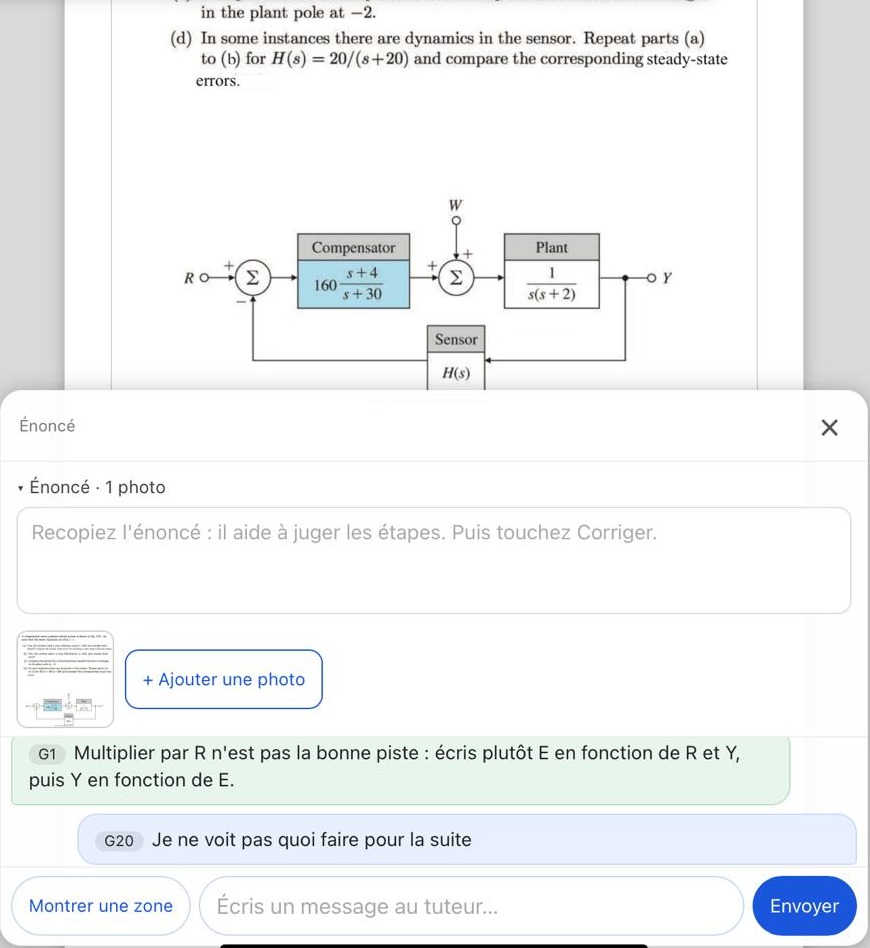 in the plant pole at −2.
(d) In some instances there are dynamics in the sensor. Repeat parts (a)
to (b) for H(s) = 20/(s+20) and compare the corresponding steady-state
errors.
W
Compensator
Plant
R + Σ 160 s+4 / s+30 + + Σ 1 / s(s + 2) Y
−
Sensor
H(s)
Énoncé ×
▾ Énoncé · 1 photo
Recopiez l'énoncé : il aide à juger les étapes. Puis touchez Corriger.
+ Ajouter une photo
G1 Multiplier par R n'est pas la bonne piste : écris plutôt E en fonction de R et Y,
puis Y en fonction de E.
G20 Je ne voit pas quoi faire pour la suite
Montrer une zone
Écris un message au tuteur...
Envoyer